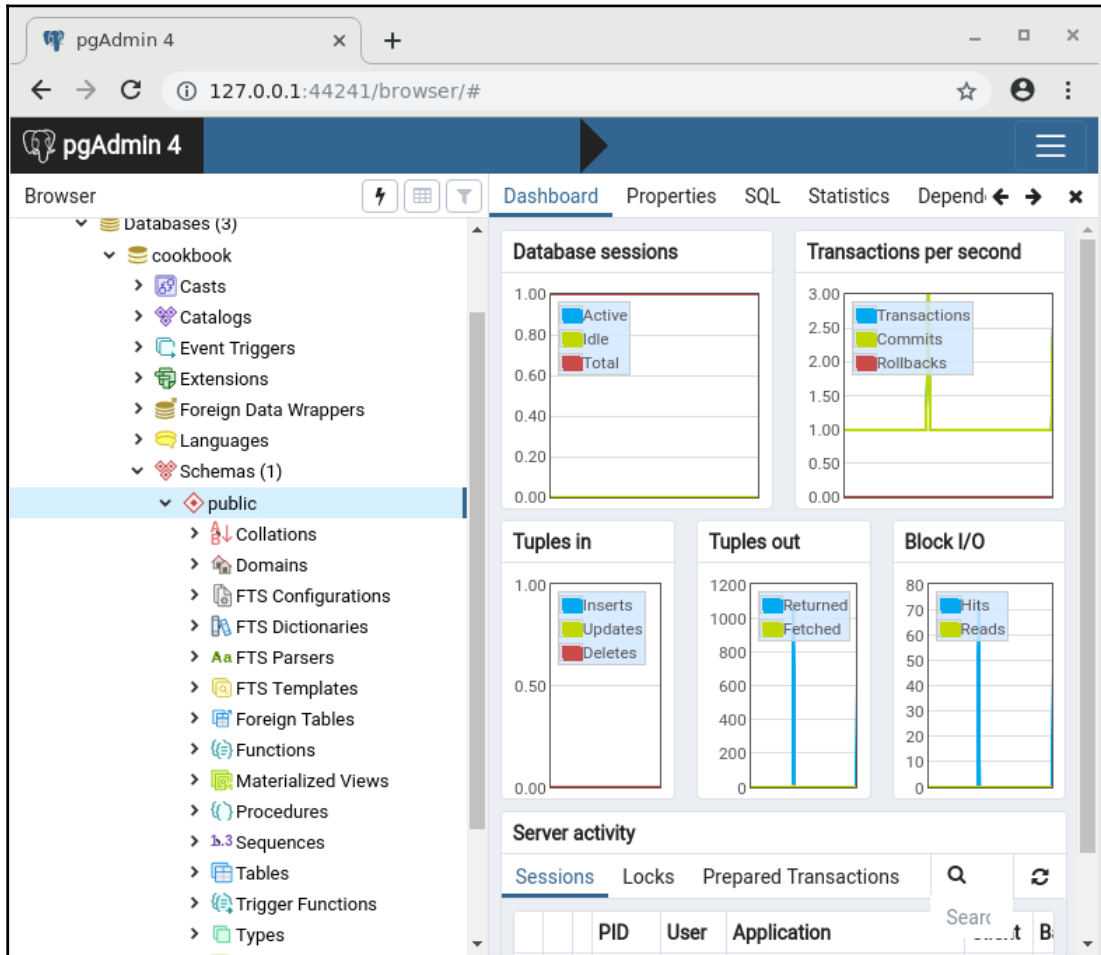 pgAdmin 4
127.0.0.1:44241/browser/#
pgAdmin 4
Browser
Databases (3)
cookbook
Casts
Catalogs
Event Triggers
Extensions
Foreign Data Wrappers
Languages
Schemas (1)
public
Collations
Domains
FTS Configurations
FTS Dictionaries
Aa FTS Parsers
FTS Templates
Foreign Tables
Functions
Materialized Views
Procedures
1..3 Sequences
Tables
Trigger Functions
Types
Dashboard Properties SQL Statistics Depend
Database sessions
1.00
0.80
0.60
0.40
0.20
0.00
Active
Idle
Total
Transactions per second
3.00
2.50
2.00
1.50
1.00
0.50
0.00
Transactions
Commits
Rollbacks
Tuples in
1.00
0.50
0.00
Inserts
Updates
Deletes
Tuples out
1200
1000
800
600
400
200
0
Returned
Fetched
Block I/O
80
70
60
50
40
30
20
10
0
Hits
Reads
Server activity
Sessions Locks Prepared Transactions
Searc
PID User Application